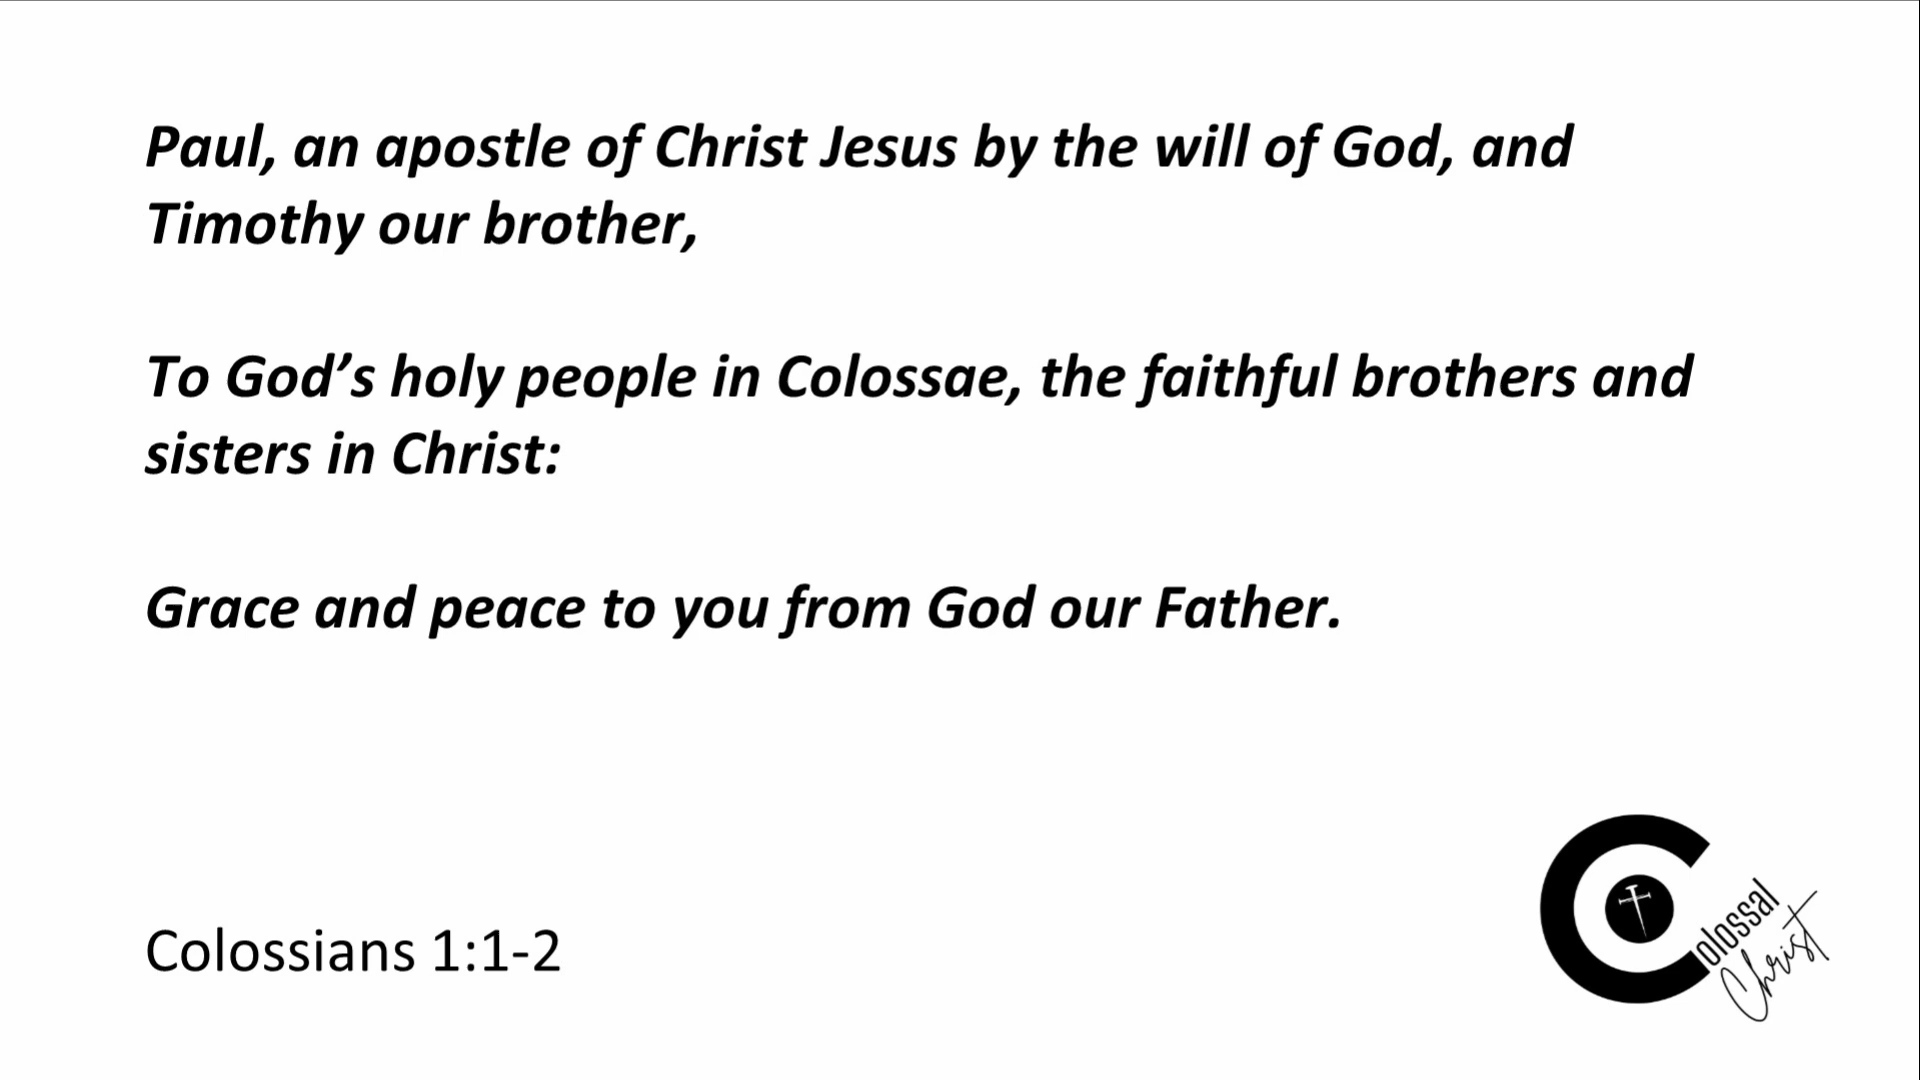 Paul, an apostle of Christ Jesus by the will of God, and
Timothy our brother,
To God’s holy people in Colossae, the faithful brothers and
sisters in Christ:
Grace and peace to you from God our Father.
Colossians 1:1-2
Colossal
Christ